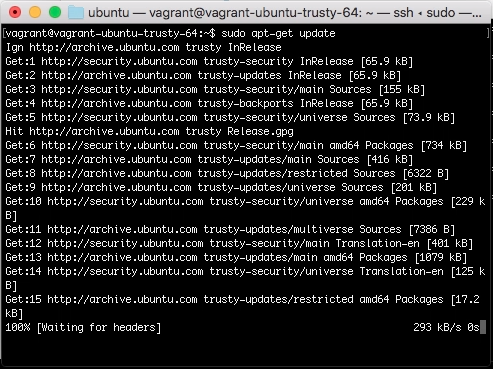 ubuntu — vagrant@vagrant-ubuntu-trusty-64: ~ — ssh ‹ sudo —...
[vagrant@vagrant-ubuntu-trusty-64:~$ sudo apt-get update
Ign http://archive.ubuntu.com trusty InRelease
Get:1 http://security.ubuntu.com trusty-security InRelease [65.9 kB]
Get:2 http://archive.ubuntu.com trusty-updates InRelease [65.9 kB]
Get:3 http://security.ubuntu.com trusty-security/main Sources [155 kB]
Get:4 http://archive.ubuntu.com trusty-backports InRelease [65.9 kB]
Get:5 http://security.ubuntu.com trusty-security/universe Sources [73.9 kB]
Hit http://archive.ubuntu.com trusty Release.gpg
Get:6 http://security.ubuntu.com trusty-security/main amd64 Packages [734 kB]
Get:7 http://archive.ubuntu.com trusty-updates/main Sources [416 kB]
Get:8 http://archive.ubuntu.com trusty-updates/restricted Sources [6322 B]
Get:9 http://archive.ubuntu.com trusty-updates/universe Sources [201 kB]
Get:10 http://security.ubuntu.com trusty-security/universe amd64 Packages [229 k
B]
Get:11 http://archive.ubuntu.com trusty-updates/multiverse Sources [7386 B]
Get:12 http://security.ubuntu.com trusty-security/main Translation-en [401 kB]
Get:13 http://archive.ubuntu.com trusty-updates/main amd64 Packages [1079 kB]
Get:14 http://security.ubuntu.com trusty-security/universe Translation-en [125 k
B]
Get:15 http://archive.ubuntu.com trusty-updates/restricted amd64 Packages [17.2
kB]
100% [Waiting for headers] 293 kB/s 0s